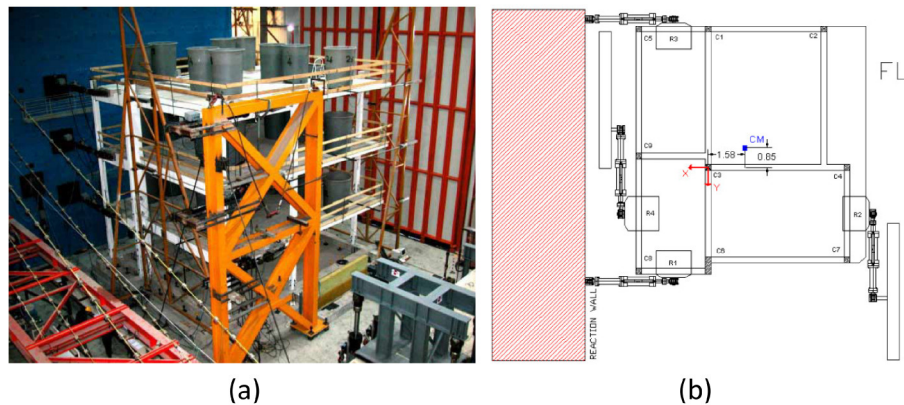 C5
R3
C1
C2
FL
CM
1.58
0.85
C9
X
C3
Y
C4
R4
R2
C8
R1
C6
C7
REACTION WALL
(a)
(b)